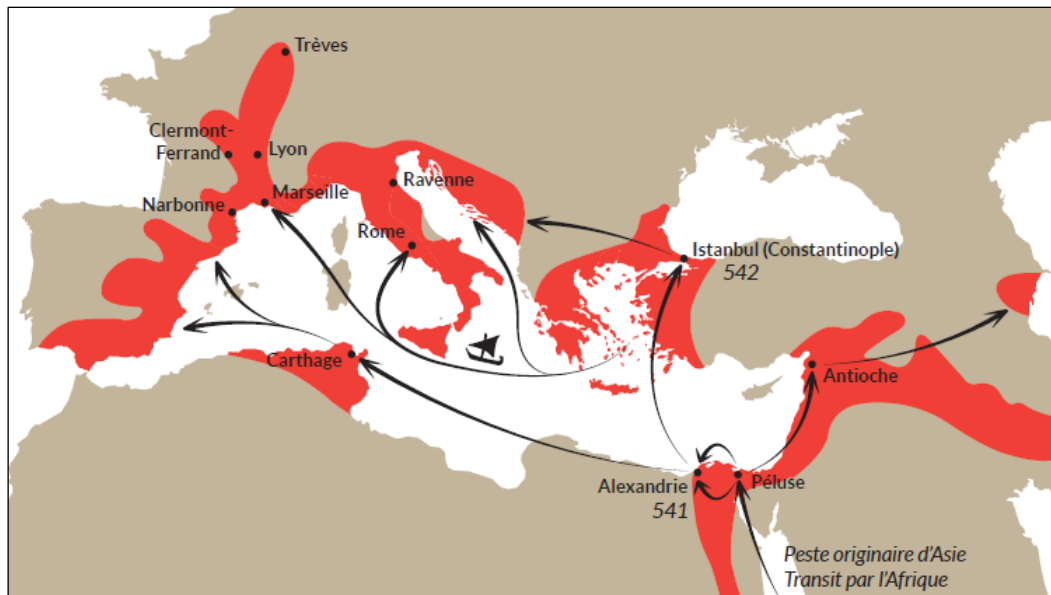 Trèves
Clermont-
Ferrand
Lyon
Marseille
Narbonne
Ravenne
Rome
Istanbul (Constantinople)
542
Carthage
Antioche
Alexandrie
541
Péluse
Peste originaire d'Asie
Transit par l'Afrique